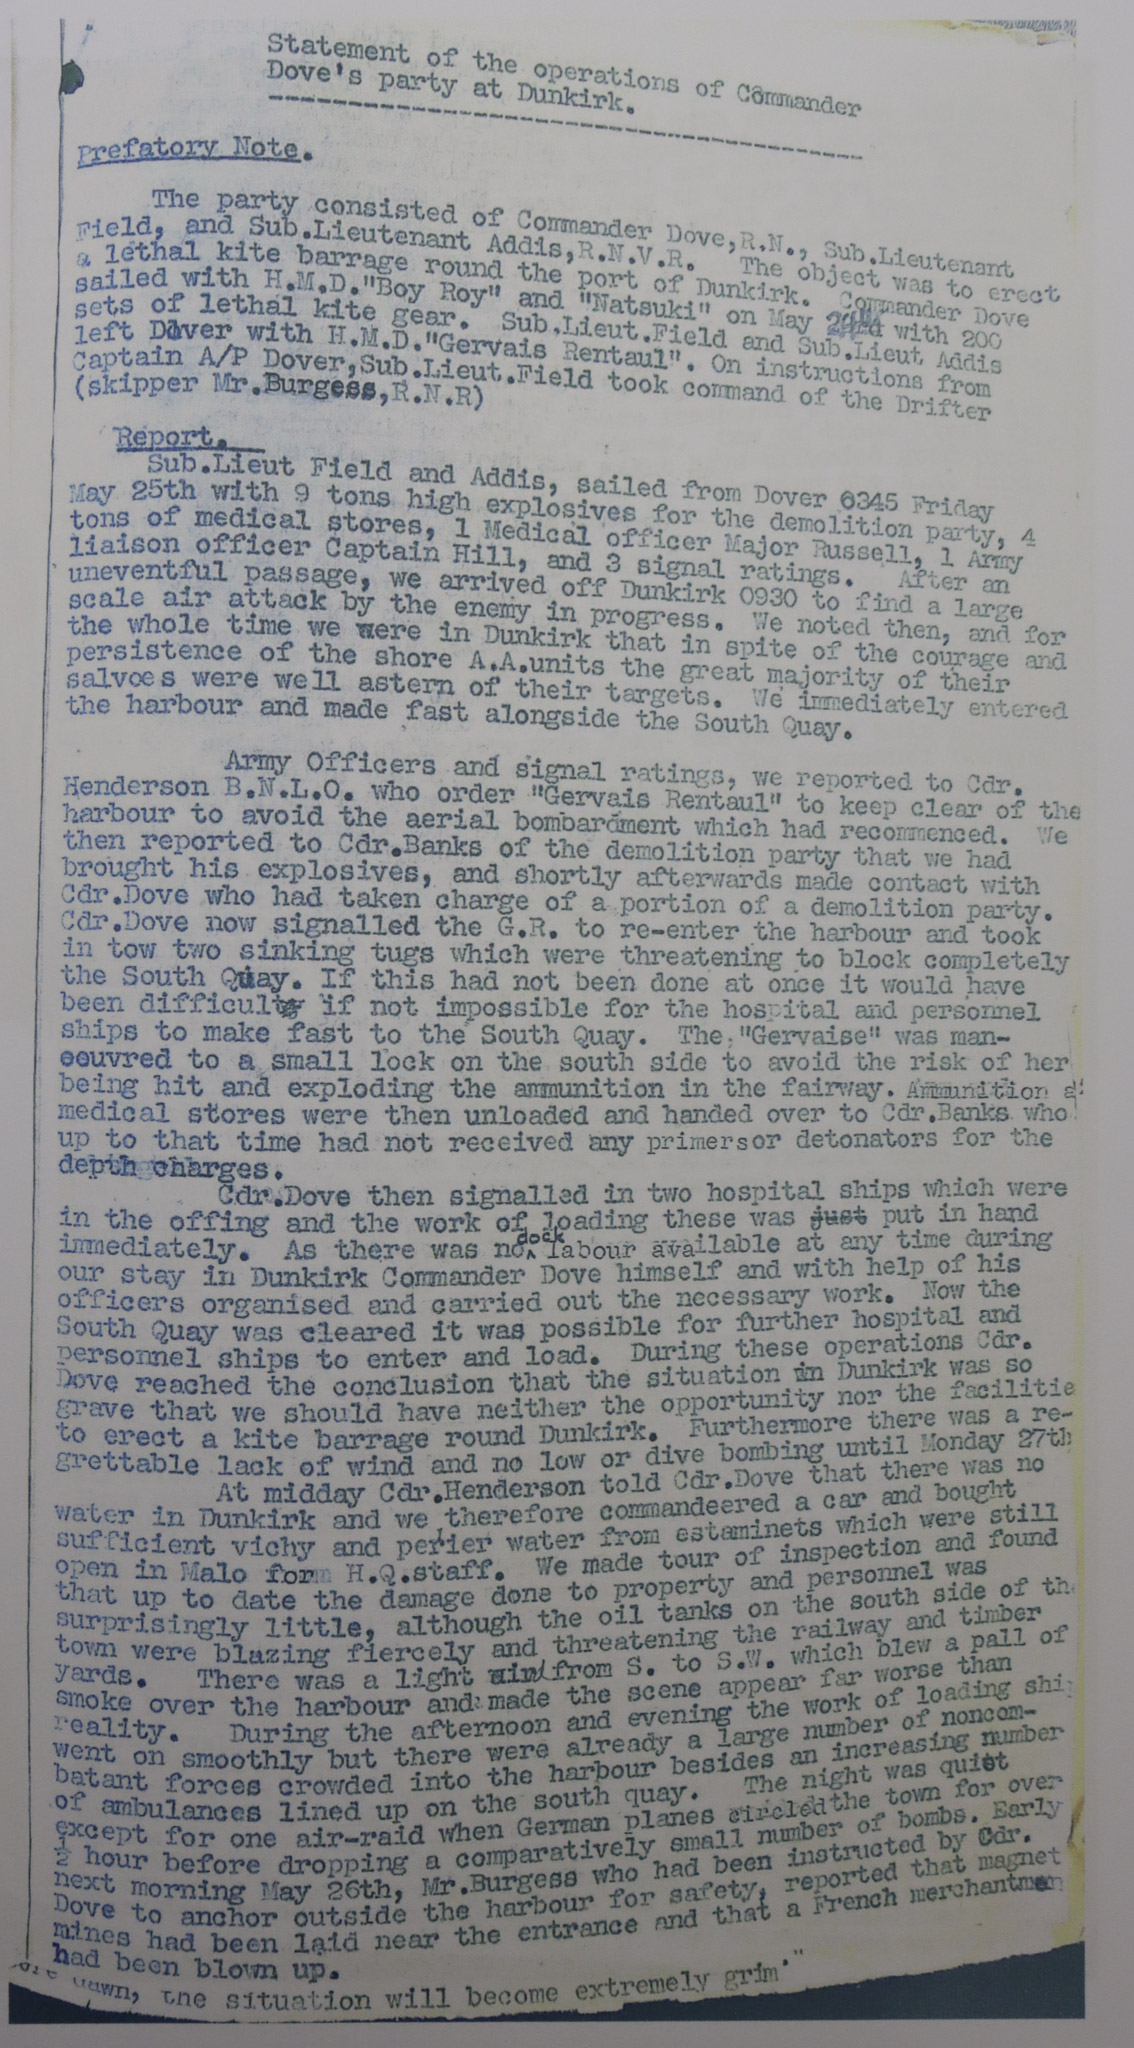 Statement of the operations of Commander
Dove's party at Dunkirk.
Prefatory Note.
The party consisted of Commander Dove,R.N., Sub.Lieutenant
Field, and Sub.Lieutenant Addis,R.N.V.R. The object was to erect
a lethal kite barrage round the port of Dunkirk. Commander Dove
sailed with H.M.D."Boy Roy" and "Natsuki" on May with 200
sets of lethal kite gear. Sub.Lieut.Field and Sub.Lieut Addis
left Dover with H.M.D."Gervais Rentaul". On instructions from
Captain A/P Dover,Sub.Lieut.Field took command of the Drifter
(skipper Mr.Burgess,R.N.R)
Report.
Sub.Lieut Field and Addis, sailed from Dover 0345 Friday
May 25th with 9 tons high explosives for the demolition party, 4
tons of medical stores, 1 Medical officer Major Russell, 1 Army
liaison officer Captain Hill, and 3 signal ratings. After an
uneventful passage, we arrived off Dunkirk 0930 to find a large
scale air attack by the enemy in progress. We noted then, and for
the whole time we were in Dunkirk that in spite of the courage and
persistence of the shore A.A.units the great majority of their
salvoes were well astern of their targets. We immediately entered
the harbour and made fast alongside the South Quay.
Army Officers and signal ratings, we reported to Cdr.
Henderson B.N.L.O. who order "Gervais Rentaul" to keep clear of the
harbour to avoid the aerial bombardment which had recommenced. We
then reported to Cdr.Banks of the demolition party that we had
brought his explosives, and shortly afterwards made contact with
Cdr.Dove who had taken charge of a portion of a demolition party.
Cdr.Dove now signalled the G.R. to re-enter the harbour and took
in tow two sinking tugs which were threatening to block completely
the South Quay. If this had not been done at once it would have
been difficult if not impossible for the hospital and personnel
ships to make fast to the South Quay. The "Gervaise" was man-
oeuvred to a small lock on the south side to avoid the risk of her
being hit and exploding the ammunition in the fairway. Ammunition a
medical stores were then unloaded and handed over to Cdr.Banks who
up to that time had not received any primersor detonators for the
depth charges.
Cdr.Dove then signalled in two hospital ships which were
in the offing and the work of loading these was just put in hand
immediately. As there was no dock labour available at any time during
our stay in Dunkirk Commander Dove himself and with help of his
officers organised and carried out the necessary work. Now the
South Quay was cleared it was possible for further hospital and
personnel ships to enter and load. During these operations Cdr.
Dove reached the conclusion that the situation in Dunkirk was so
grave that we should have neither the opportunity nor the facilitie
to erect a kite barrage round Dunkirk. Furthermore there was a re-
grettable lack of wind and no low or dive bombing until Monday 27th
At midday Cdr.Henderson told Cdr.Dove that there was no
water in Dunkirk and we therefore commandeered a car and bought
sufficient vichy and perier water from estaminets which were still
open in Malo form H.Q.staff. We made tour of inspection and found
that up to date the damage done to property and personnel was
surprisingly little, although the oil tanks on the south side of the
town were blazing fiercely and threatening the railway and timber
yards. There was a light wind from S. to S.W. which blew a pall of
smoke over the harbour and made the scene appear far worse than
reality. During the afternoon and evening the work of loading ship
went on smoothly but there were already a large number of noncom-
batant forces crowded into the harbour besides an increasing number
of ambulances lined up on the south quay. The night was quiet
except for one air-raid when German planes circled the town for over
½ hour before dropping a comparatively small number of bombs. Early
next morning May 26th, Mr.Burgess who had been instructed by Cdr.
Dove to anchor outside the harbour for safety, reported that magnet
mines had been laid near the entrance and that a French merchantmen
had been blown up.
dawn, the situation will become extremely grim"